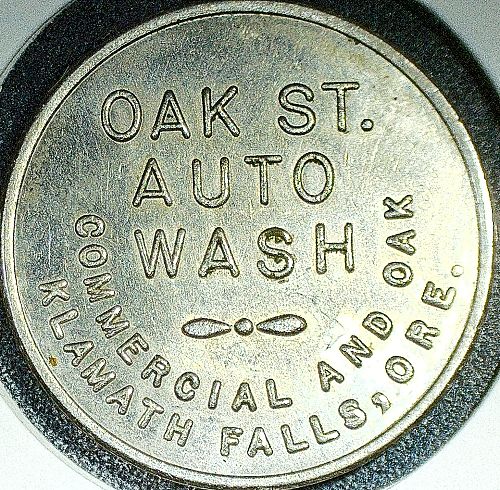 OAK ST.
AUTO
WASH
COMMERCIAL AND OAK
KLAMATH FALLS, ORE.